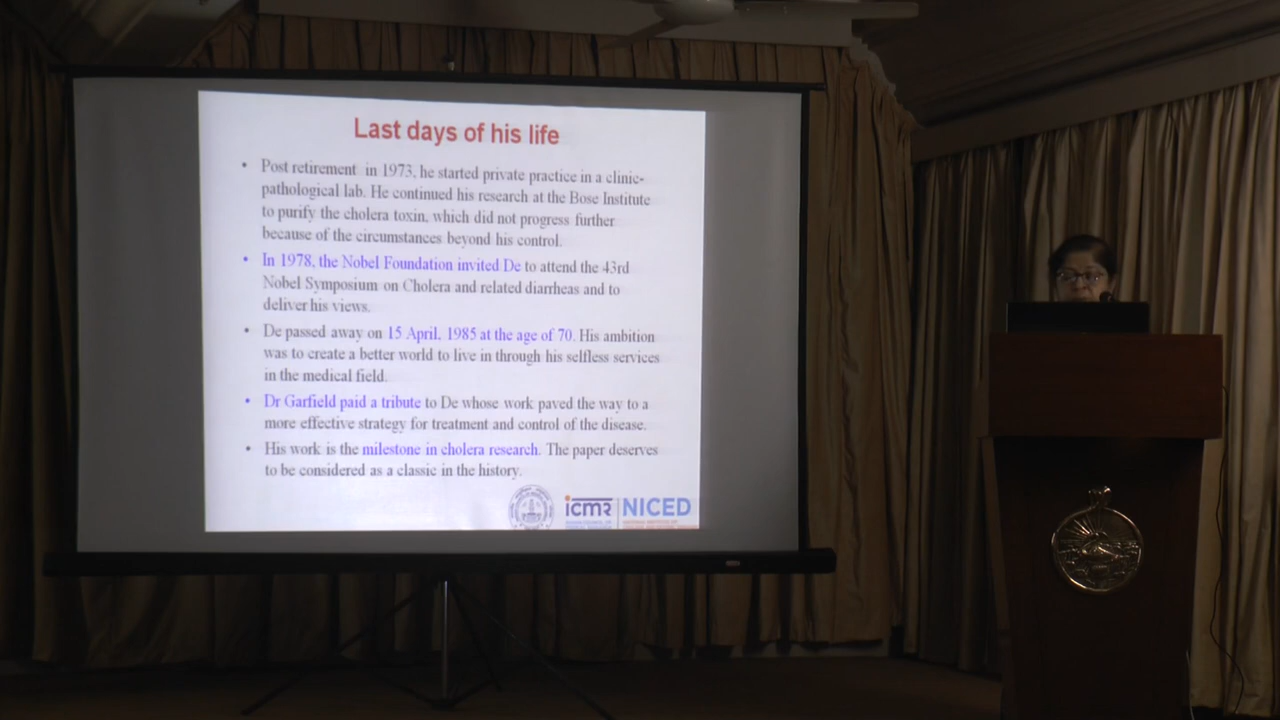 Last days of his life
• Post retirement in 1973, he started private practice in a clinic-
pathological lab. He continued his research at the Bose Institute
to purify the cholera toxin, which did not progress further
because of the circumstances beyond his control.
• In 1978, the Nobel Foundation invited De to attend the 43rd
Nobel Symposium on Cholera and related diarrheas and to
deliver his views.
• De passed away on 15 April, 1985 at the age of 70. His ambition
was to create a better world to live in through his selfless services
in the medical field.
• Dr Garfield paid a tribute to De whose work paved the way to a
more effective strategy for treatment and control of the disease.
• His work is the milestone in cholera research. The paper deserves
to be considered as a classic in the history.
icmr NICED